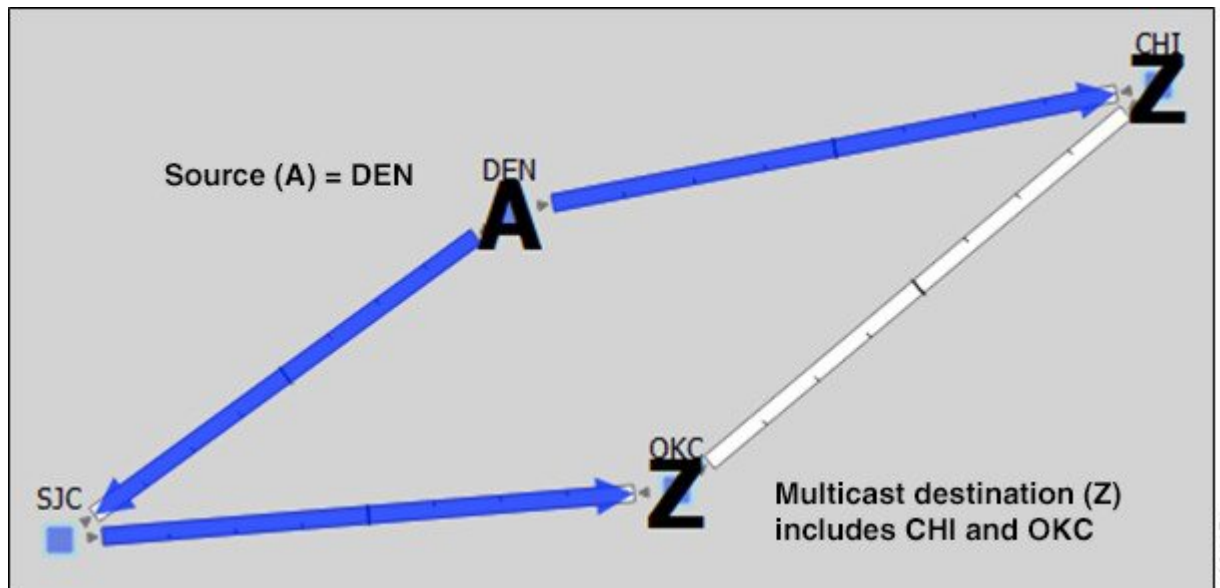 CHI
Z
DEN
Source (A) = DEN
A
OKC
Z
SJC
Multicast destination (Z)
includes CHI and OKC